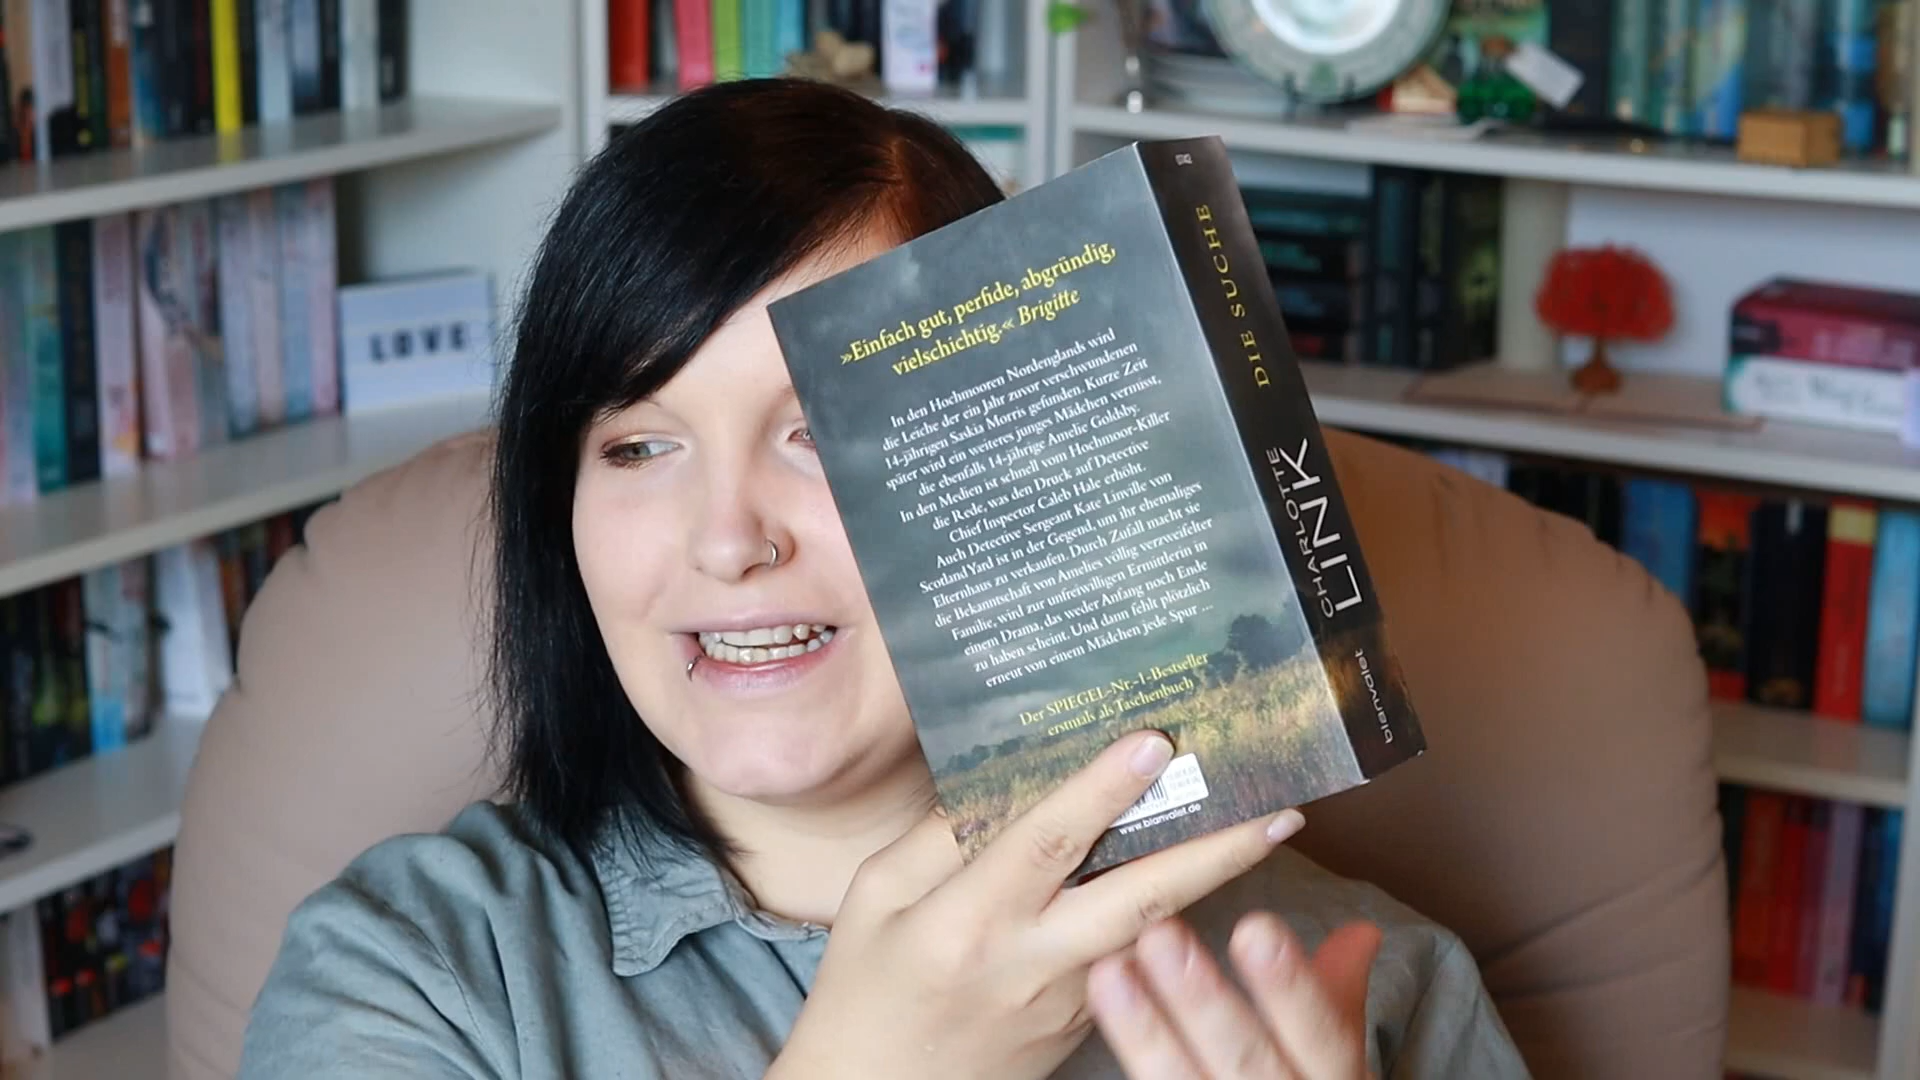 »Einfach gut, perfide, abgründig,
vielschichtig.« Brigitte
In den Hochmooren Nordenglands wird
die Leiche der ein Jahr zuvor verschwundenen
14-jährigen Saskia Morris gefunden. Kurze Zeit
später wird ein weiteres junges Mädchen vermisst,
die ebenfalls 14-jährige Amelie Goldsby.
In den Medien ist schnell vom Hochmoor-Killer
die Rede, was den Druck auf Detective
Chief Inspector Caleb Hale erhöht.
Auch Detective Sergeant Kate Linville von
Scotland Yard ist in der Gegend, um ihr ehemaliges
Elternhaus zu verkaufen. Durch Zufall macht sie
die Bekanntschaft von Amelies völlig verzweifelter
Familie, wird zur unfreiwilligen Ermittlerin in
einem Drama, das weder Anfang noch Ende
zu haben scheint. Und dann fehlt plötzlich
erneut von einem Mädchen jede Spur ...
Der SPIEGEL-Nr.-1-Bestseller
erstmals als Taschenbuch
www.blanvalet.de
DIE SUCHE
CHARLOTTE
LINK
blanvalet
LOVE